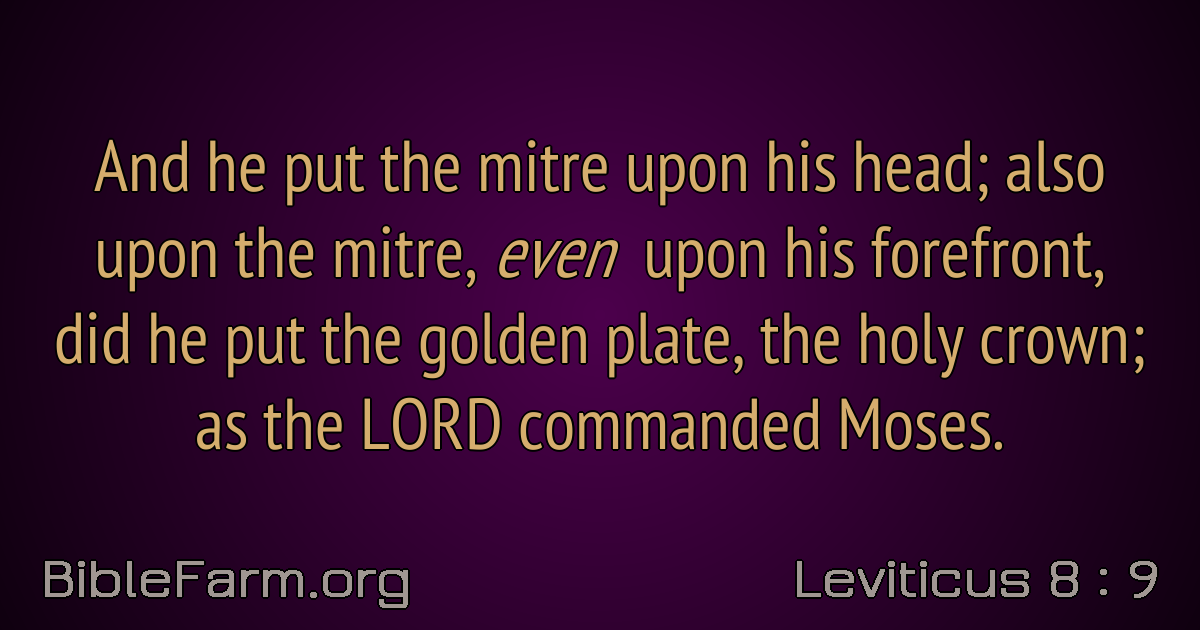 And he put the mitre upon his head; also
upon the mitre, even upon his forefront,
did he put the golden plate, the holy crown;
as the LORD commanded Moses.
BibleFarm.org
Leviticus 8 : 9